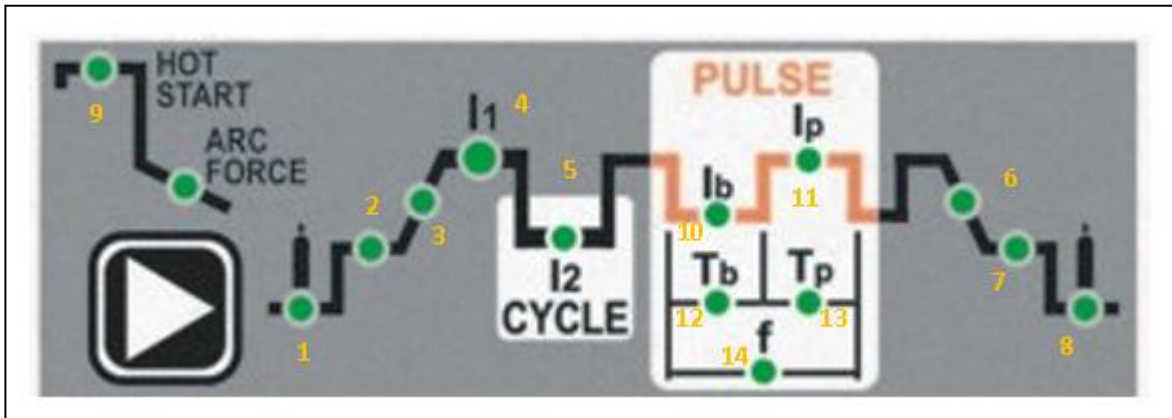 HOT
START
9
ARC
FORCE
1
2
3
I1
4
5
I2
CYCLE
PULSE
Ip
11
Ib
10
Tb
Tp
12
13
f
14
6
7
8